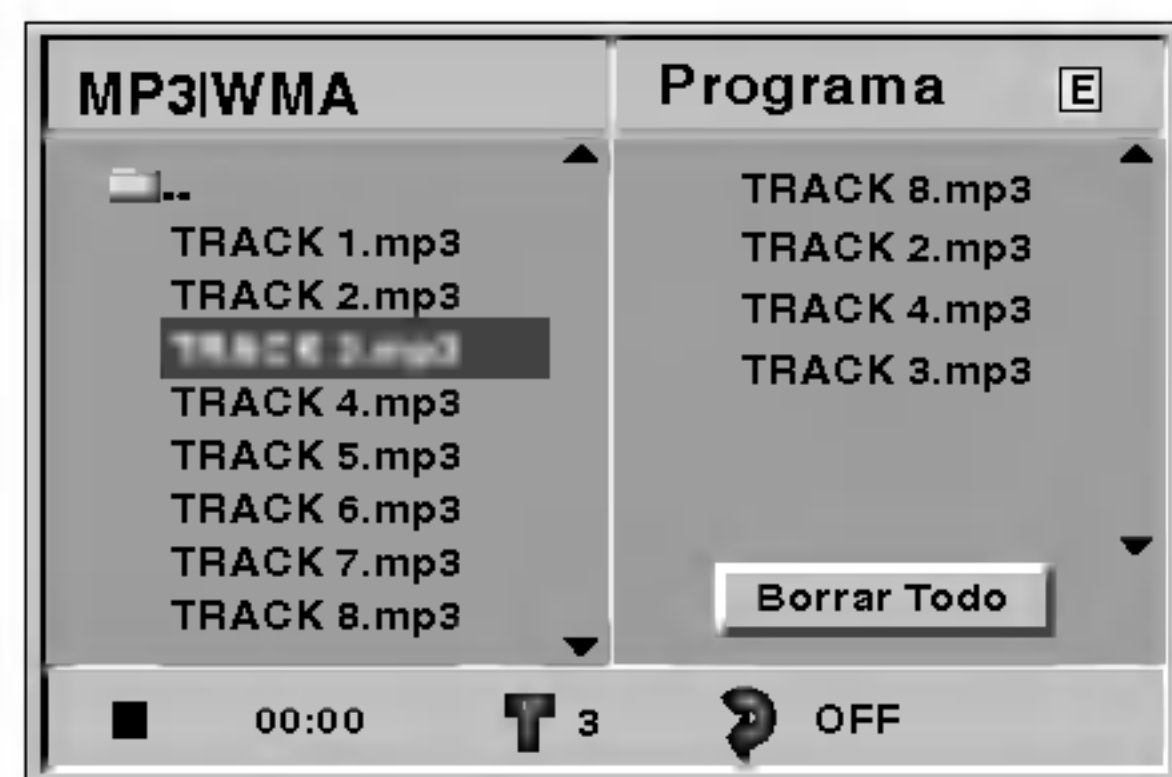 MP3|WMA
..
TRACK 1.mp3
TRACK 2.mp3
TRACK 4.mp3
TRACK 5.mp3
TRACK 6.mp3
TRACK 7.mp3
TRACK 8.mp3
Programa E
TRACK 8.mp3
TRACK 2.mp3
TRACK 4.mp3
TRACK 3.mp3
Borrar Todo
00:00 T 3 OFF